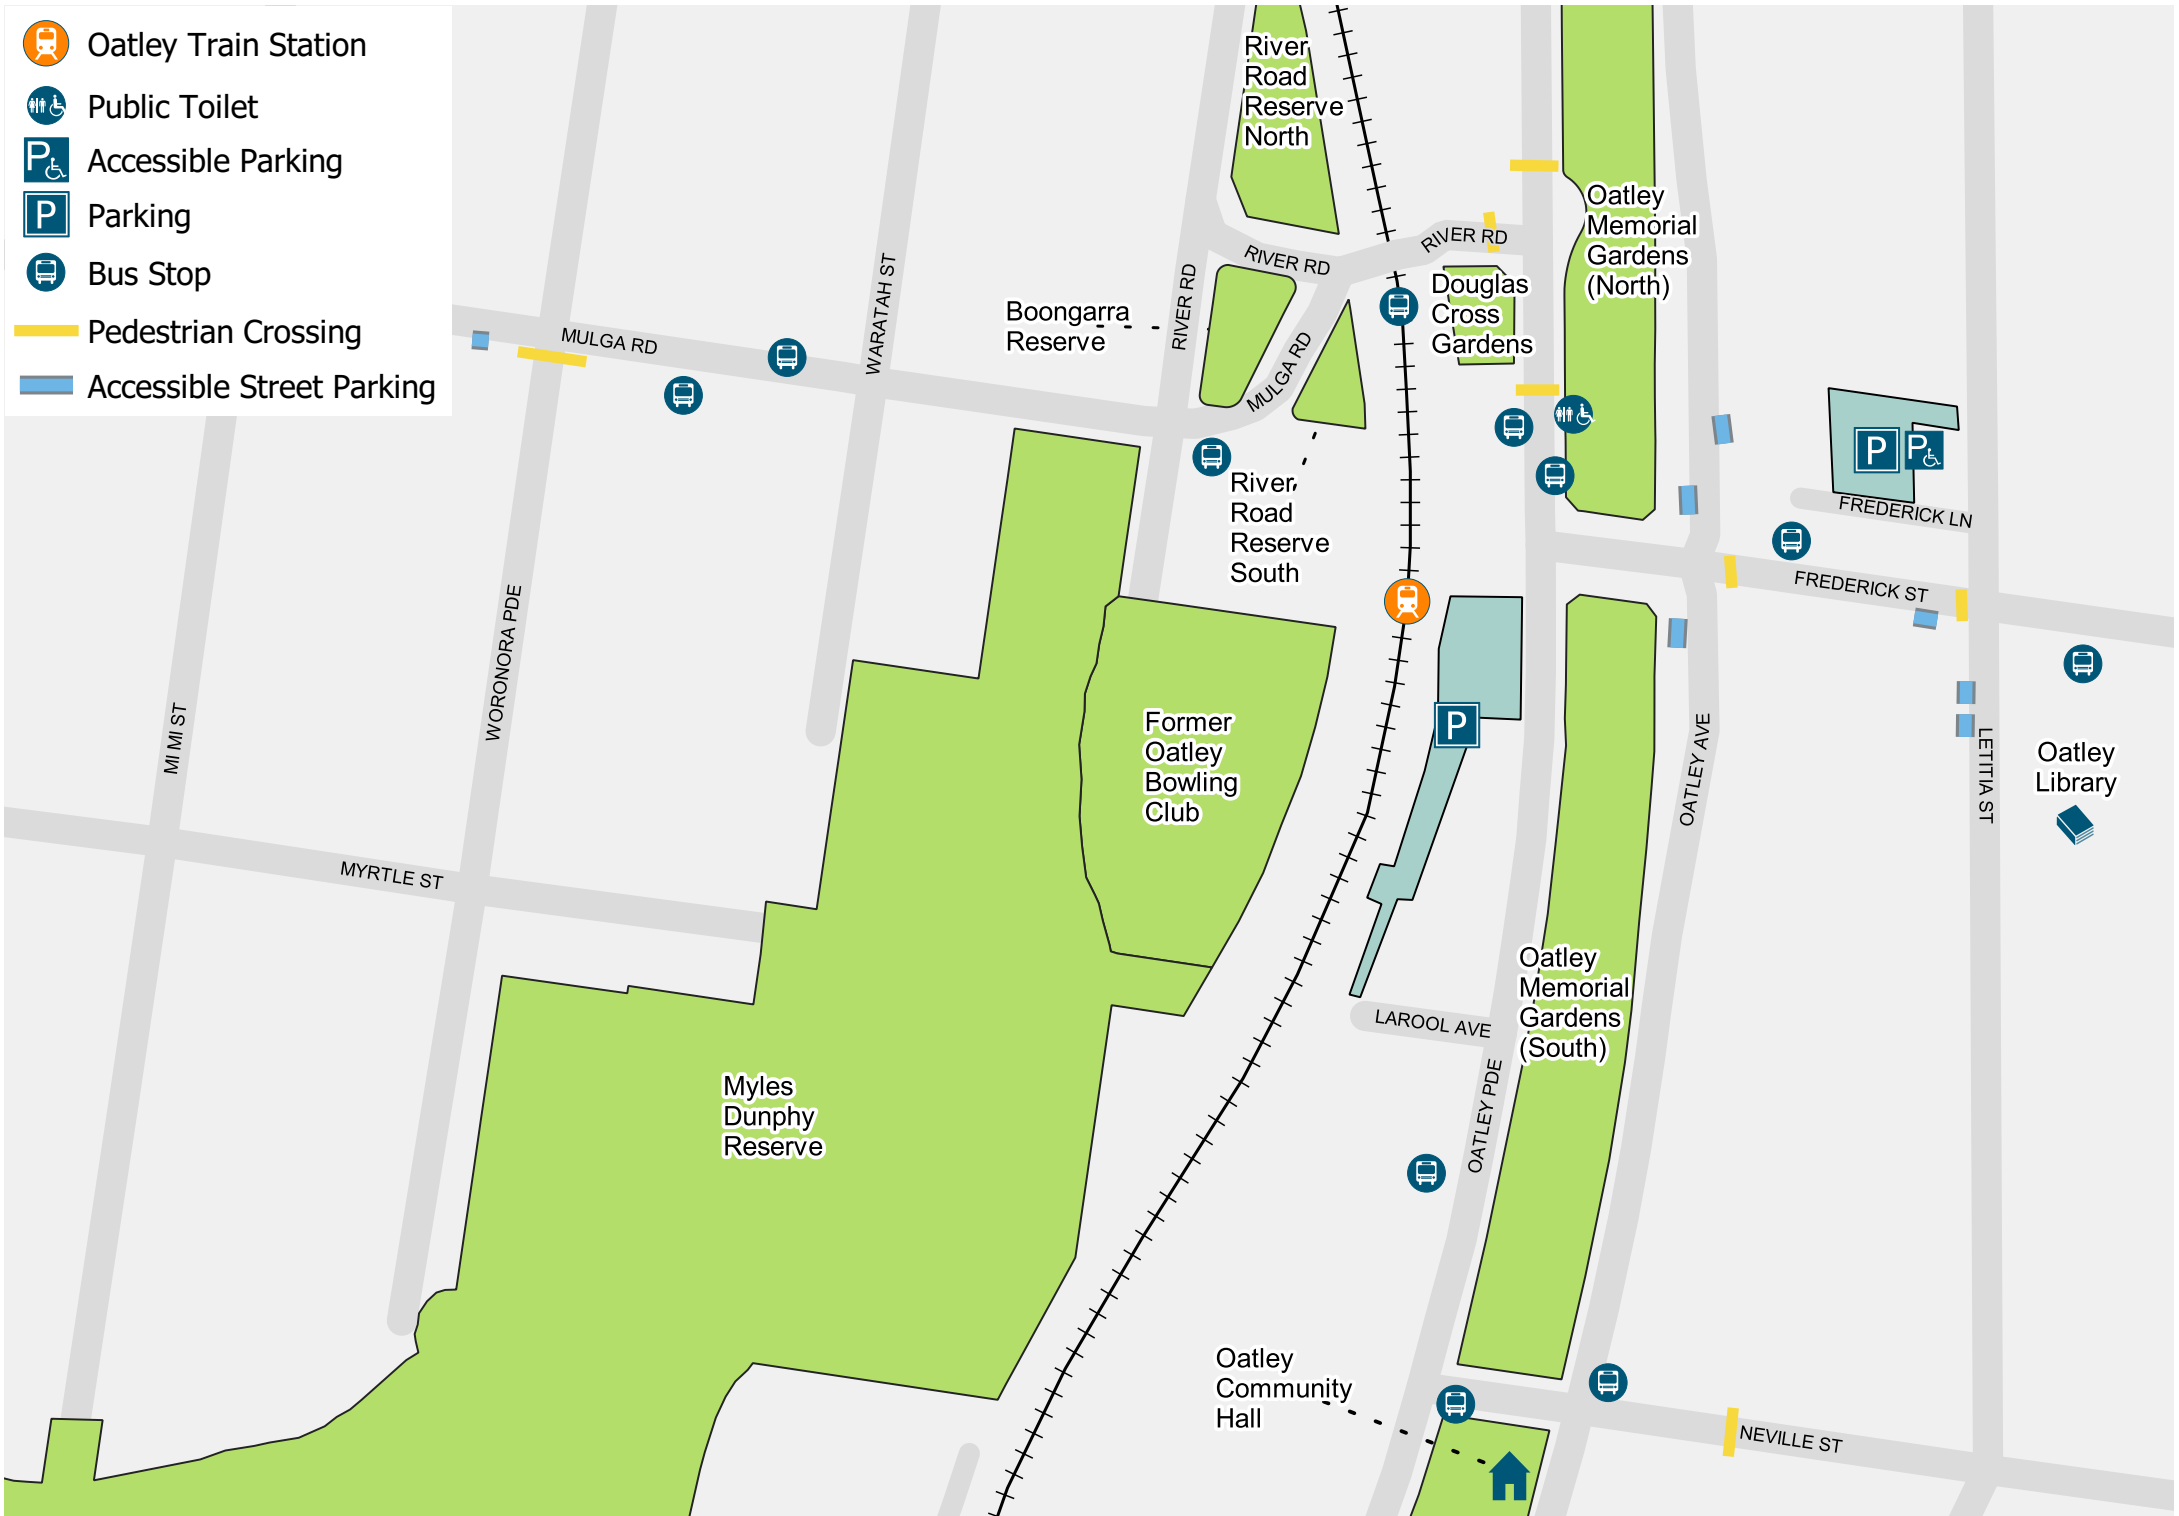 Oatley Train Station
Public Toilet
P
Accessible Parking
P
Parking
Bus Stop
Pedestrian Crossing
Accessible Street Parking
River
Road
Reserve
North
Oatley
Memorial
Gardens
(North)
RIVER RD
RIVER RD
RIVER RD
Douglas
Cross
Gardens
Boongarra
Reserve
MULGA RD
WARATAH ST
MULGA RD
River
Road
Reserve
South
P
P
FREDERICK LN
FREDERICK ST
WORONORA PDE
MI MI ST
Former
Oatley
Bowling
Club
P
OATLEY AVE
LETITIA ST
Oatley
Library
MYRTLE ST
Oatley
Memorial
Gardens
(South)
LAROOL AVE
OATLEY PDE
Myles
Dunphy
Reserve
Oatley
Community
Hall
NEVILLE ST